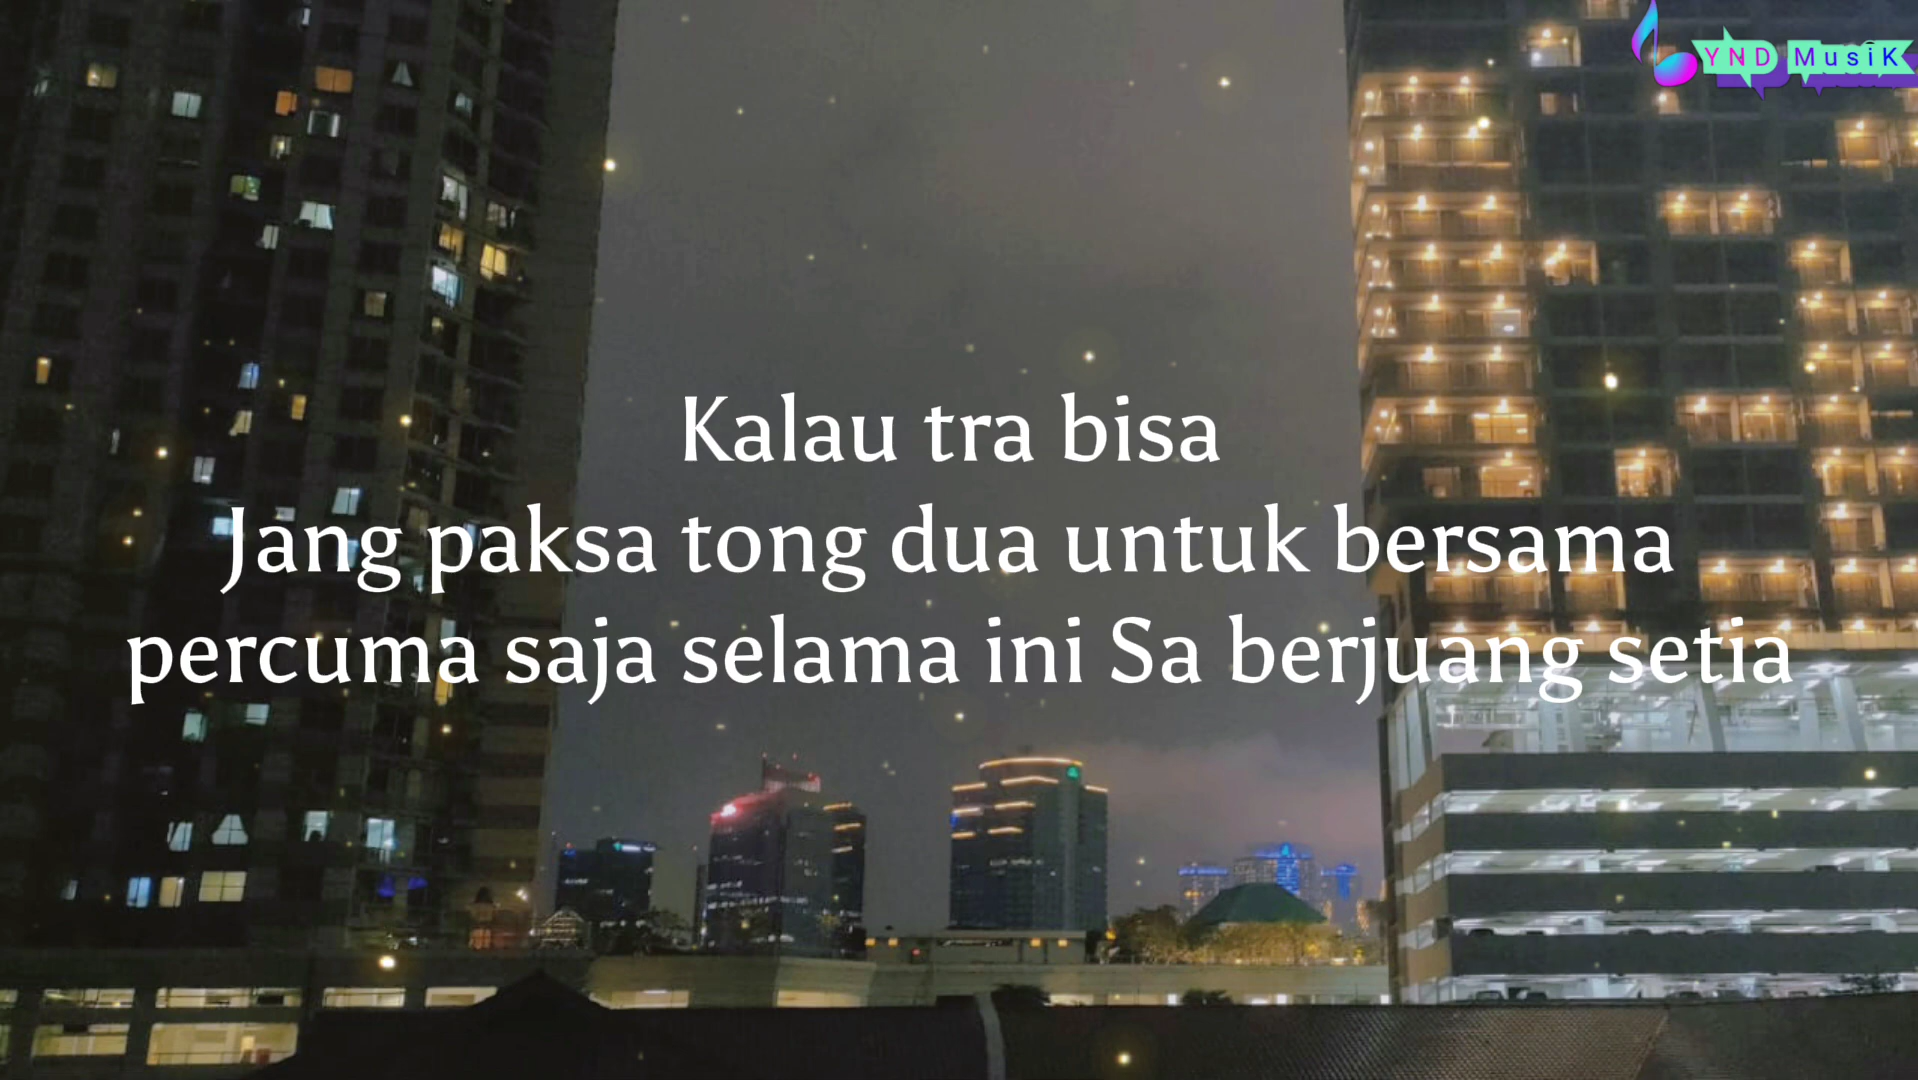 YND MusiK
Kalau tra bisa
Jang paksa tong dua untuk bersama
percuma saja selama ini Sa berjuang setia